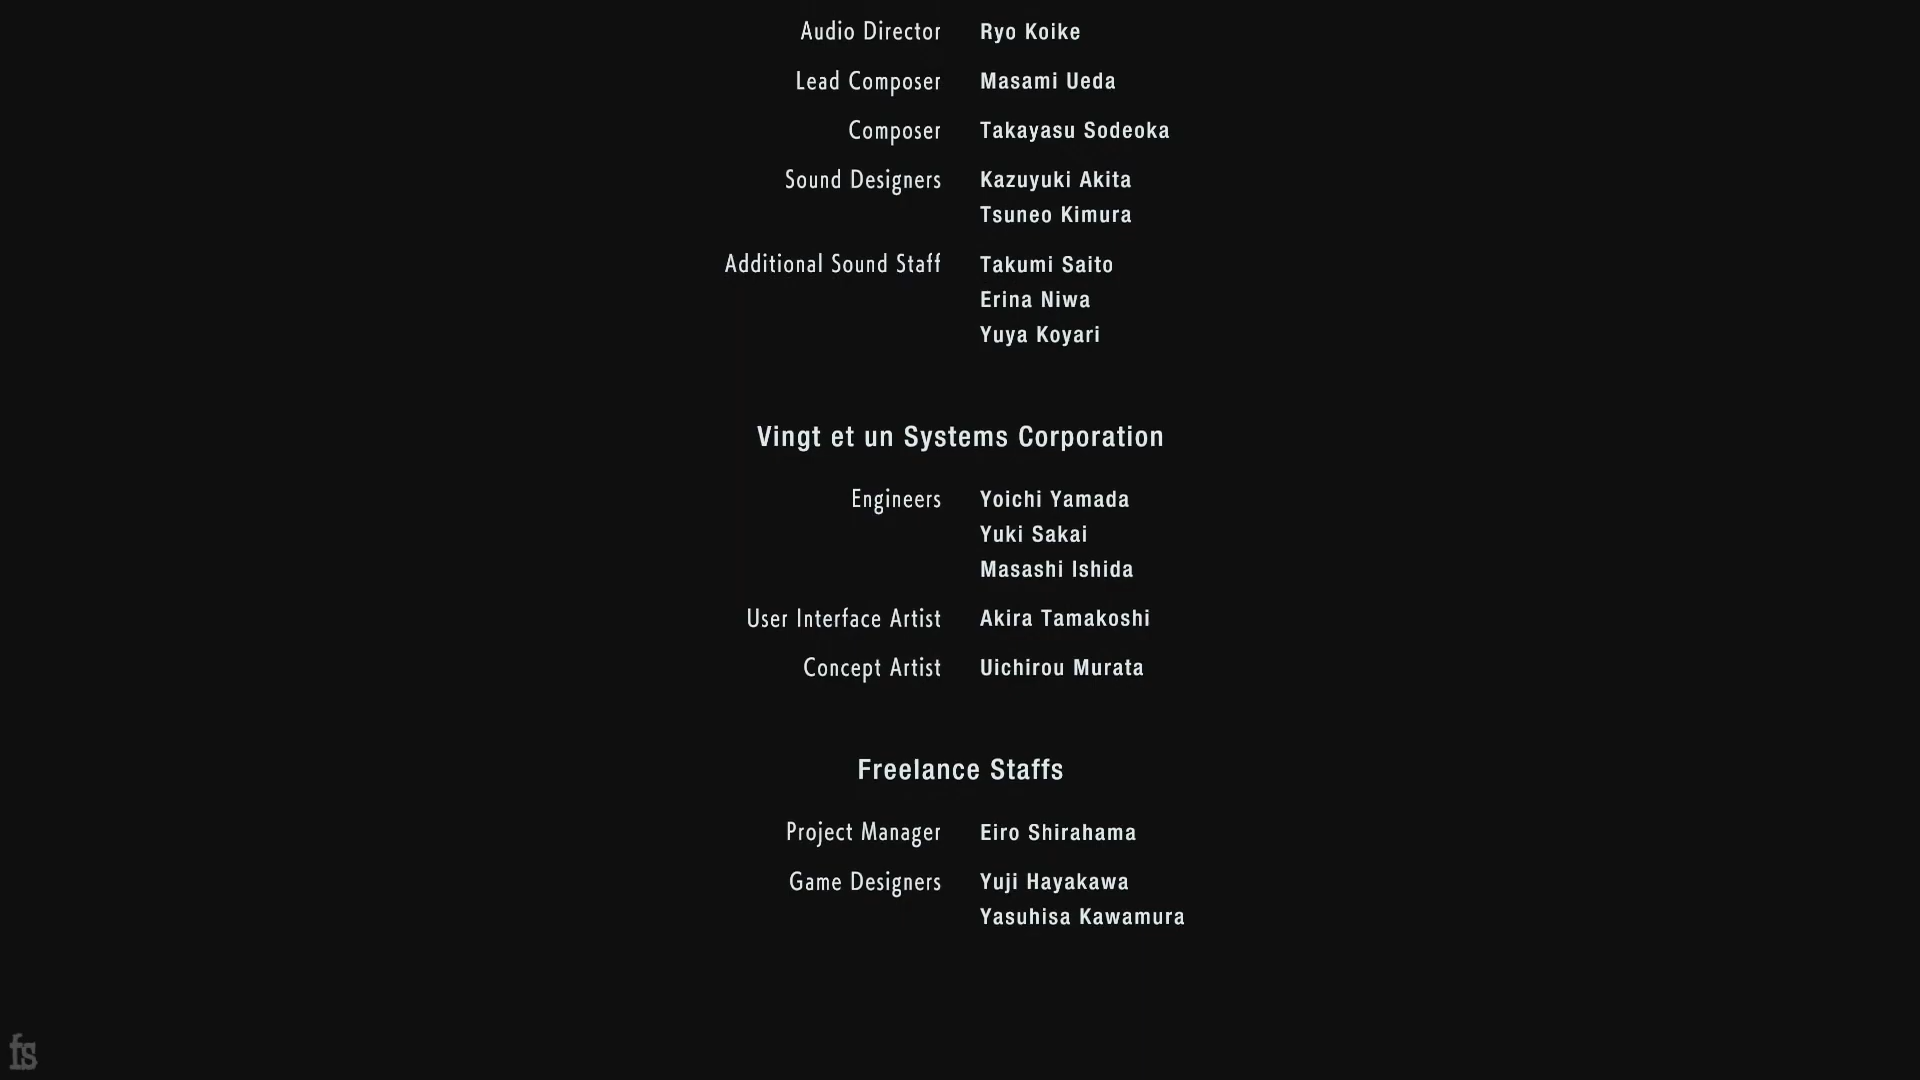 Audio Director Ryo Koike
Lead Composer Masami Ueda
Composer Takayasu Sodeoka
Sound Designers Kazuyuki Akita
Tsuneo Kimura
Additional Sound Staff Takumi Saito
Erina Niwa
Yuya Koyari
Vingt et un Systems Corporation
Engineers Yoichi Yamada
Yuki Sakai
Masashi Ishida
User Interface Artist Akira Tamakoshi
Concept Artist Uichirou Murata
Freelance Staffs
Project Manager Eiro Shirahama
Game Designers Yuji Hayakawa
Yasuhisa Kawamura
fs